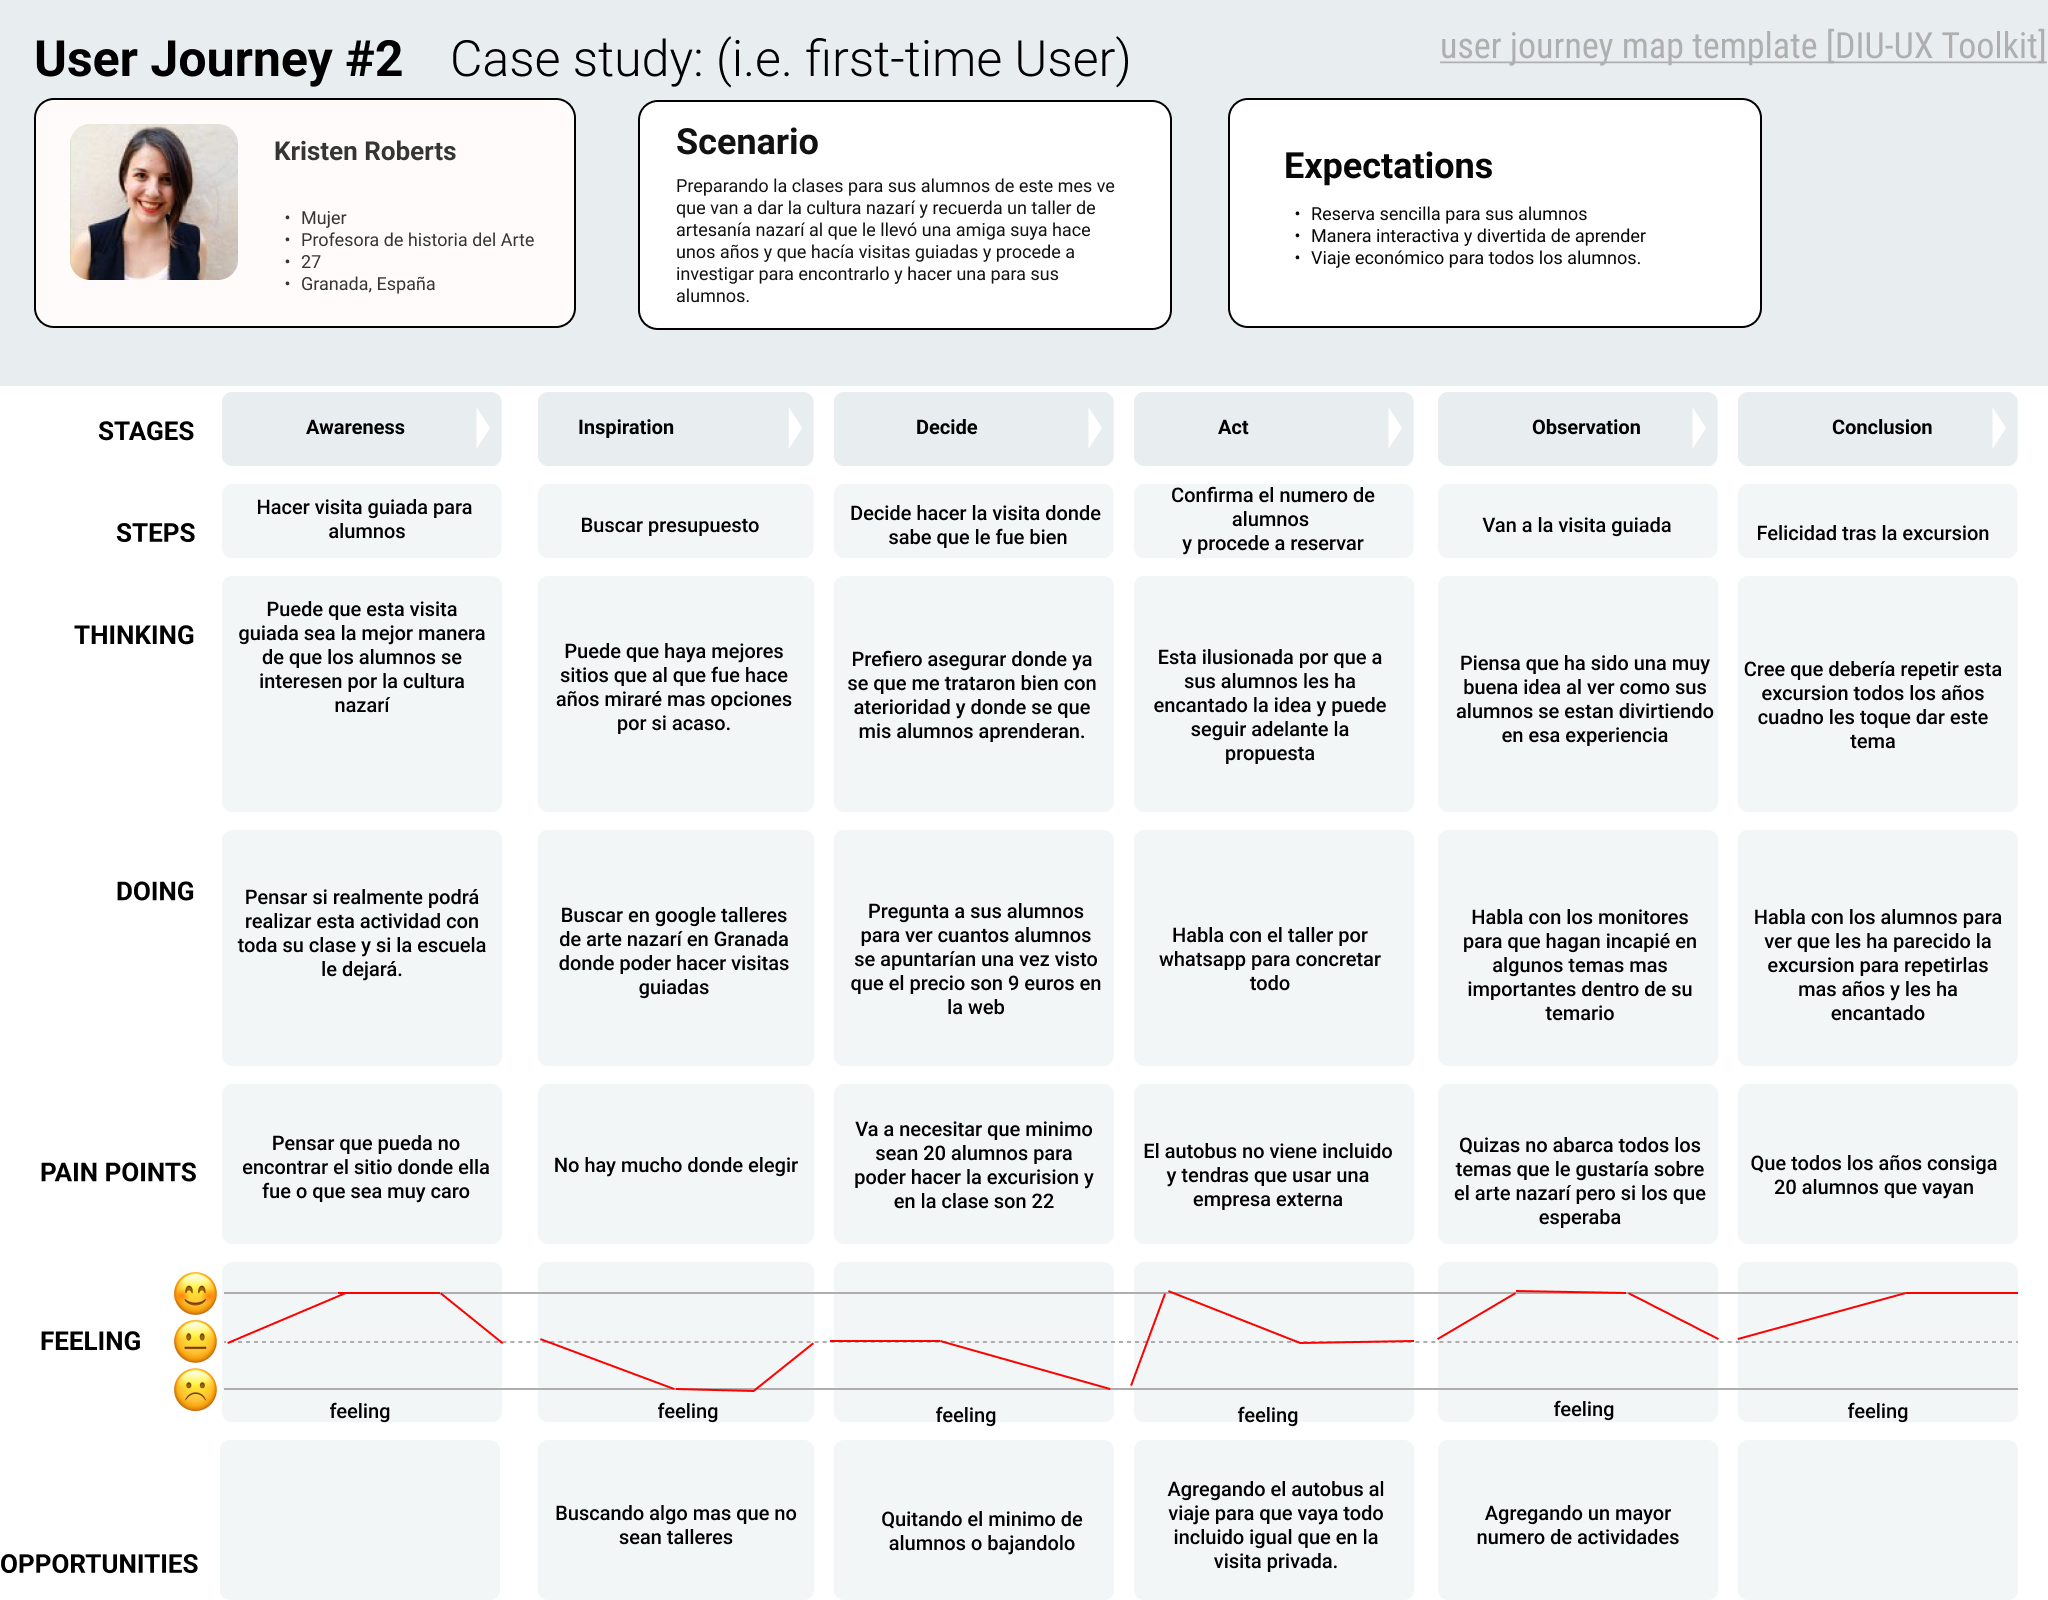 User Journey #2 Case study: (i.e. first-time User)
user journey map template [DIU-UX Toolkit]
Kristen Roberts
• Mujer
• Profesora de historia del Arte
• 27
• Granada, España
Scenario
Preparando la clases para sus alumnos de este mes ve
que van a dar la cultura nazarí y recuerda un taller de
artesanía nazarí al que le llevó una amiga suya hace
unos años y que hacía visitas guiadas y procede a
investigar para encontrarlo y hacer una para sus
alumnos.
Expectations
• Reserva sencilla para sus alumnos
• Manera interactiva y divertida de aprender
• Viaje económico para todos los alumnos.
STAGES
Awareness
Inspiration
Decide
Act
Observation
Conclusion
STEPS
Hacer visita guiada para
alumnos
Buscar presupuesto
Decide hacer la visita donde
sabe que le fue bien
Confirma el numero de
alumnos
y procede a reservar
Van a la visita guiada
Felicidad tras la excursion
THINKING
Puede que esta visita
guiada sea la mejor manera
de que los alumnos se
interesen por la cultura
nazarí
Puede que haya mejores
sitios que al que fue hace
años miraré mas opciones
por si acaso.
Prefiero asegurar donde ya
se que me trataron bien con
aterioridad y donde se que
mis alumnos aprenderan.
Esta ilusionada por que a
sus alumnos les ha
encantado la idea y puede
seguir adelante la
propuesta
Piensa que ha sido una muy
buena idea al ver como sus
alumnos se estan divirtiendo
en esa experiencia
Cree que debería repetir esta
excursion todos los años
cuadno les toque dar este
tema
DOING
Pensar si realmente podrá
realizar esta actividad con
toda su clase y si la escuela
le dejará.
Buscar en google talleres
de arte nazarí en Granada
donde poder hacer visitas
guiadas
Pregunta a sus alumnos
para ver cuantos alumnos
se apuntarían una vez visto
que el precio son 9 euros en
la web
Habla con el taller por
whatsapp para concretar
todo
Habla con los monitores
para que hagan incapié en
algunos temas mas
importantes dentro de su
temario
Habla con los alumnos para
ver que les ha parecido la
excursion para repetirlas
mas años y les ha
encantado
PAIN POINTS
Pensar que pueda no
encontrar el sitio donde ella
fue o que sea muy caro
No hay mucho donde elegir
Va a necesitar que minimo
sean 20 alumnos para
poder hacer la excurision y
en la clase son 22
El autobus no viene incluido
y tendras que usar una
empresa externa
Quizas no abarca todos los
temas que le gustaría sobre
el arte nazarí pero si los que
esperaba
Que todos los años consiga
20 alumnos que vayan
FEELING
feeling
feeling
feeling
feeling
feeling
feeling
OPPORTUNITIES
Buscando algo mas que no
sean talleres
Quitando el minimo de
alumnos o bajandolo
Agregando el autobus al
viaje para que vaya todo
incluido igual que en la
visita privada.
Agregando un mayor
numero de actividades